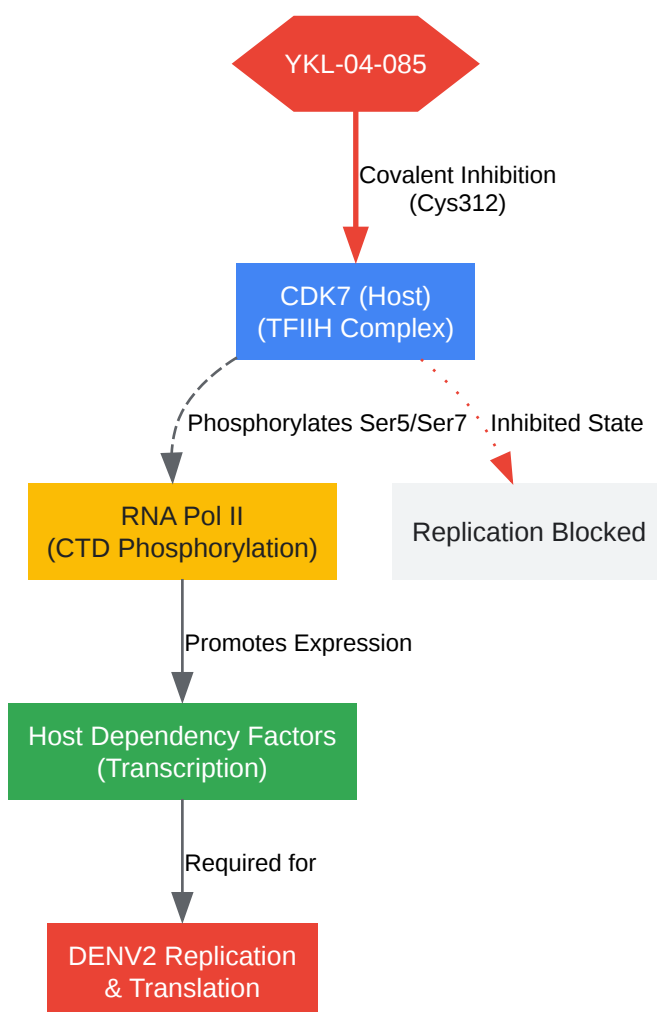 YKL-04-085
Covalent Inhibition
(Cys312)
CDK7 (Host)
(TFIIH Complex)
Phosphorylates Ser5/Ser7
Inhibited State
RNA Pol II
(CTD Phosphorylation)
Replication Blocked
Promotes Expression
Host Dependency Factors
(Transcription)
Required for
DENV2 Replication
& Translation